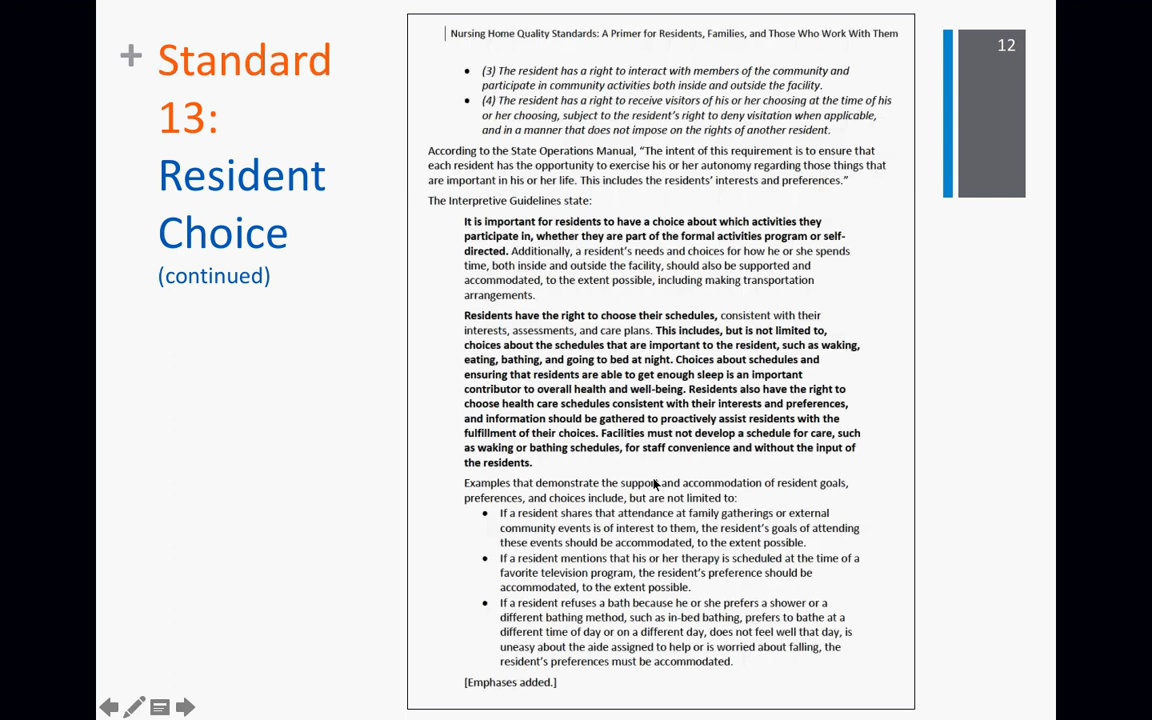 + Standard
13:
Resident
Choice
(continued)
12
Nursing Home Quality Standards: A Primer for Residents, Families, and Those Who Work With Them
• (3) The resident has a right to interact with members of the community and
participate in community activities both inside and outside the facility.
• (4) The resident has a right to receive visitors of his or her choosing at the time of his
or her choosing, subject to the resident's right to deny visitation when applicable,
and in a manner that does not impose on the rights of another resident.
According to the State Operations Manual, “The intent of this requirement is to ensure that
each resident has the opportunity to exercise his or her autonomy regarding those things that
are important in his or her life. This includes the residents' interests and preferences.”
The Interpretive Guidelines state:
It is important for residents to have a choice about which activities they
participate in, whether they are part of the formal activities program or self-
directed. Additionally, a resident's needs and choices for how he or she spends
time, both inside and outside the facility, should also be supported and
accommodated, to the extent possible, including making transportation
arrangements.
Residents have the right to choose their schedules, consistent with their
interests, assessments, and care plans. This includes, but is not limited to,
choices about the schedules that are important to the resident, such as waking,
eating, bathing, and going to bed at night. Choices about schedules and
ensuring that residents are able to get enough sleep is an important
contributor to overall health and well-being. Residents also have the right to
choose health care schedules consistent with their interests and preferences,
and information should be gathered to proactively assist residents with the
fulfillment of their choices. Facilities must not develop a schedule for care, such
as waking or bathing schedules, for staff convenience and without the input of
the residents.
Examples that demonstrate the support and accommodation of resident goals,
preferences, and choices include, but are not limited to:
• If a resident shares that attendance at family gatherings or external
community events is of interest to them, the resident's goals of attending
these events should be accommodated, to the extent possible.
• If a resident mentions that his or her therapy is scheduled at the time of a
favorite television program, the resident's preference should be
accommodated, to the extent possible.
• If a resident refuses a bath because he or she prefers a shower or a
different bathing method, such as in-bed bathing, prefers to bathe at a
different time of day or on a different day, does not feel well that day, is
uneasy about the aide assigned to help or is worried about falling, the
resident's preferences must be accommodated.
[Emphases added.]